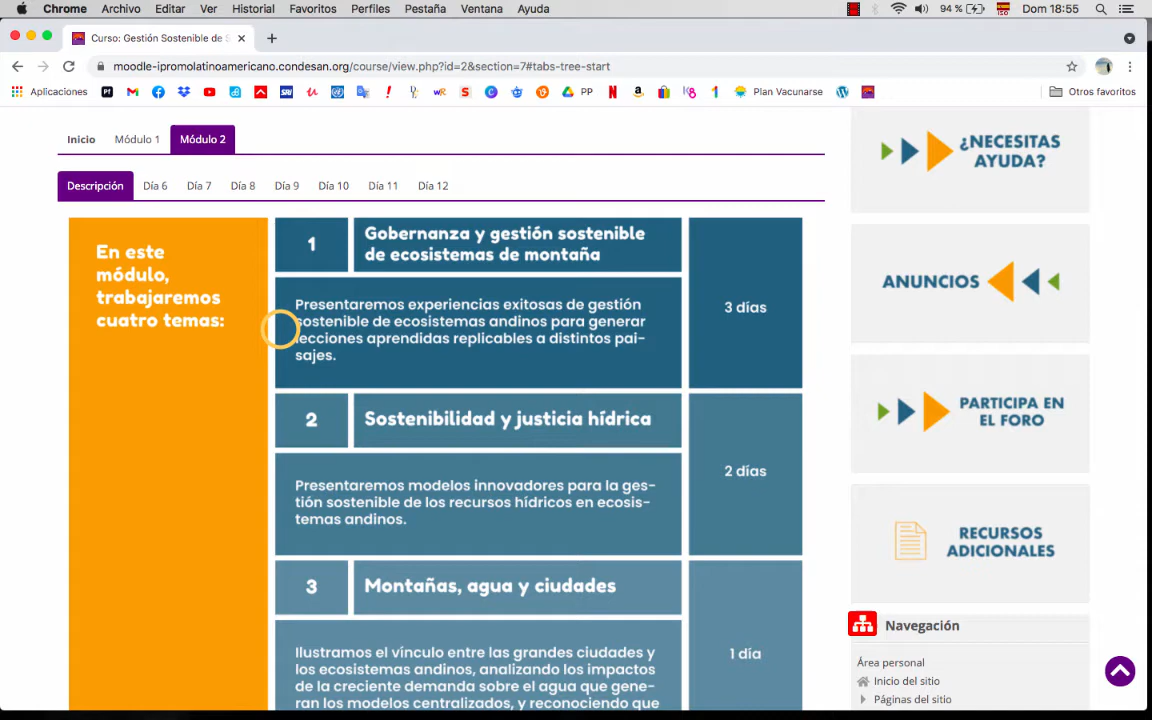 Chrome Archivo Editar Ver Historial Favoritos Perfiles Pestaña Ventana Ayuda 94 % ISO Dom 18:55
Curso: Gestión Sostenible de S
moodle-ipromolatinoamericano.condesan.org/course/view.php?id=2&section=7#tabs-tree-start
Aplicaciones PP Plan Vacunarse Otros favoritos
Inicio Módulo 1 Módulo 2
Descripción Día 6 Día 7 Día 8 Día 9 Día 10 Día 11 Día 12
En este
módulo,
trabajaremos
cuatro temas:
1
Gobernanza y gestión sostenible
de ecosistemas de montaña
Presentaremos experiencias exitosas de gestión
sostenible de ecosistemas andinos para generar
lecciones aprendidas replicables a distintos pai-
sajes.
3 días
2
Sostenibilidad y justicia hídrica
Presentaremos modelos innovadores para la ges-
tión sostenible de los recursos hídricos en ecosis-
temas andinos.
2 días
3
Montañas, agua y ciudades
Ilustramos el vínculo entre las grandes ciudades y
los ecosistemas andinos, analizando los impactos
de la creciente demanda sobre el agua que gene-
ran los modelos centralizados, y reconociendo que
1 día
¿NECESITAS
AYUDA?
ANUNCIOS
PARTICIPA EN
EL FORO
RECURSOS
ADICIONALES
Navegación
Área personal
Inicio del sitio
Páginas del sitio